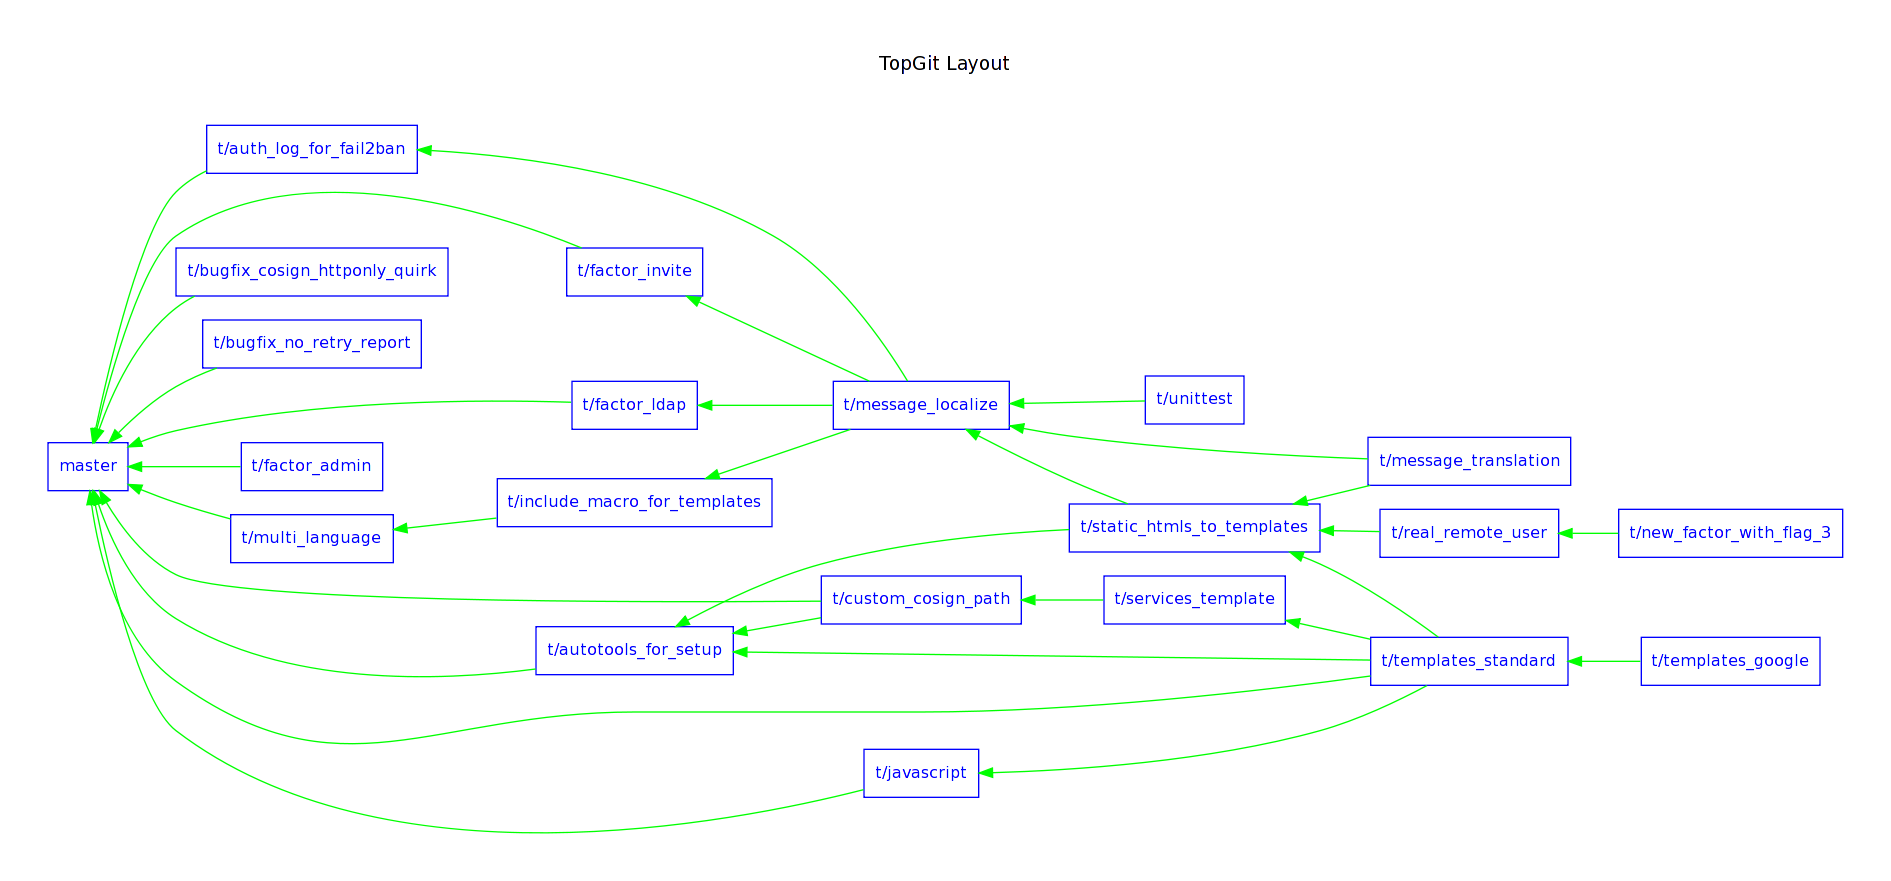 TopGit Layout
t/auth_log_for_fail2ban
t/bugfix_cosign_httponly_quirk
t/factor_invite
t/bugfix_no_retry_report
t/factor_ldap
t/message_localize
t/unittest
master
t/factor_admin
t/message_translation
t/include_macro_for_templates
t/multi_language
t/static_htmls_to_templates
t/real_remote_user
t/new_factor_with_flag_3
t/custom_cosign_path
t/services_template
t/autotools_for_setup
t/templates_standard
t/templates_google
t/javascript